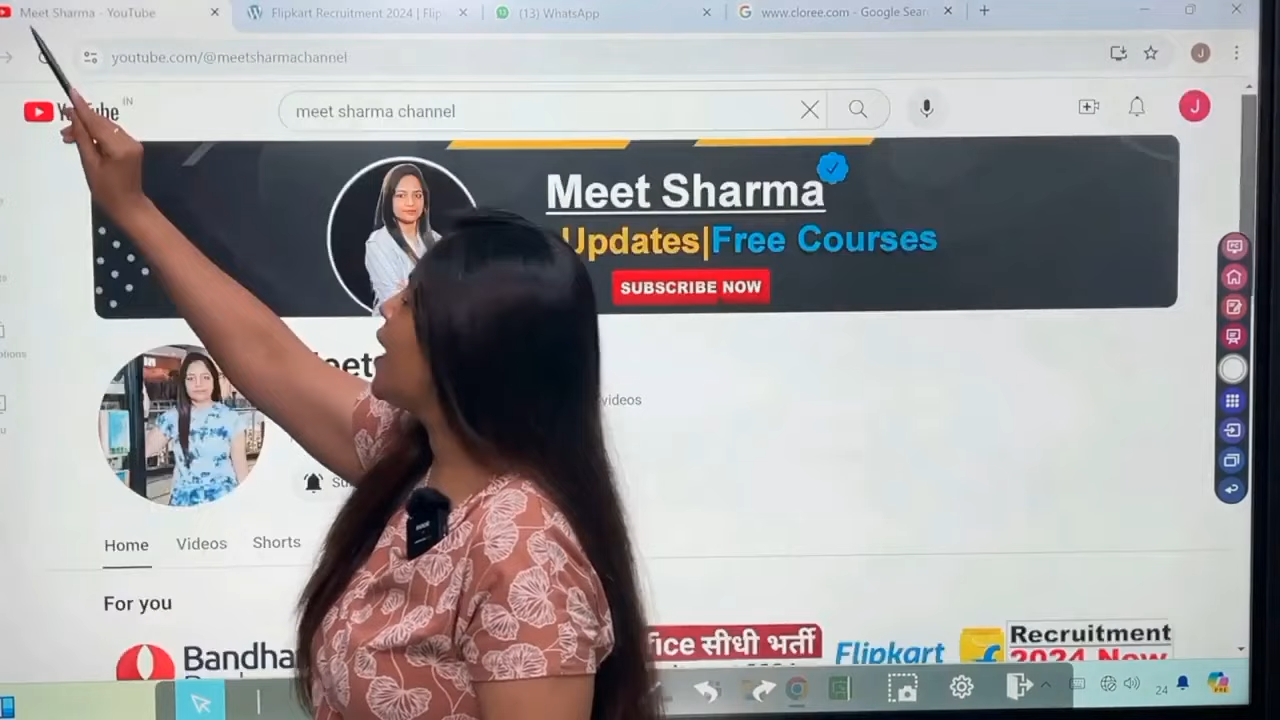 Meet Sharma - YouTube
Flipkart Recruitment 2024 | Flip
(13) WhatsApp
www.cloree.com - Google Sear
youtube.com/@meetsharmachannel
YouTube IN
meet sharma channel
J
Meet Sharma
Updates|Free Courses
SUBSCRIBE NOW
videos
Home
Videos
Shorts
For you
Bandha
fice सीधी भर्ती
Flipkart
Recruitment
2024 Now
24